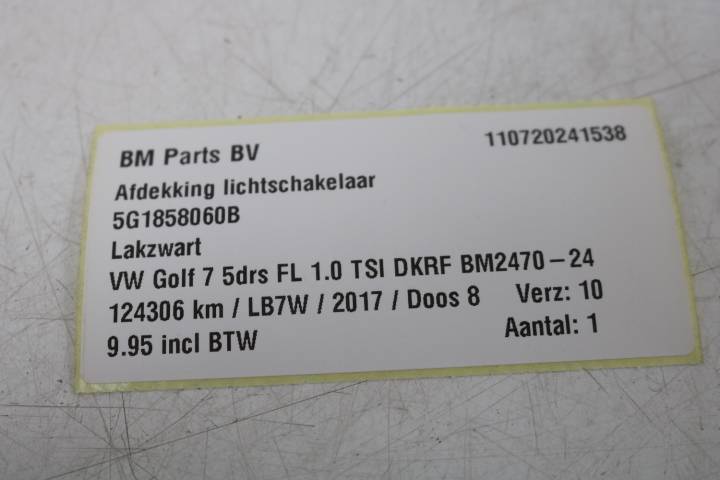 BM Parts BV 110720241538
Afdekking lichtschakelaar
5G1858060B
Lakzwart
VW Golf 7 5drs FL 1.0 TSI DKRF BM2470-24
124306 km / LB7W / 2017 / Doos 8 Verz: 10
9.95 incl BTW Aantal: 1